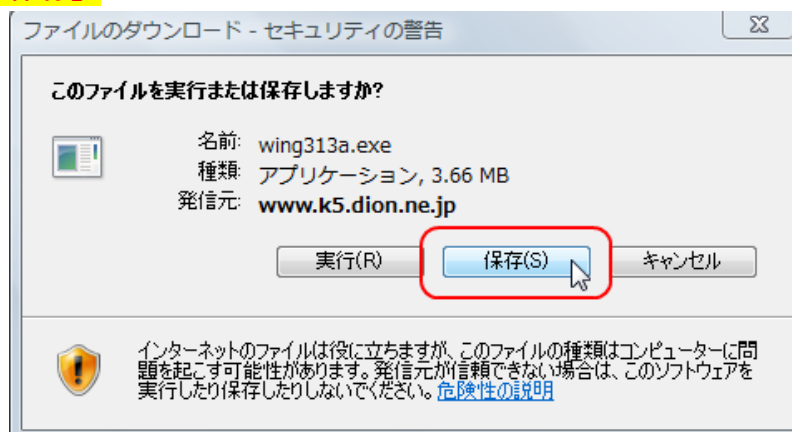 ファイルのダウンロード - セキュリティの警告
このファイルを実行または保存しますか?
名前: wing313a.exe
種類: アプリケーション, 3.66 MB
発信元: www.k5.dion.ne.jp
実行(R) 保存(S) キャンセル
インターネットのファイルは役に立ちますが、このファイルの種類はコンピューターに問
題を起こす可能性があります。発信元が信頼できない場合は、このソフトウェアを
実行したり保存したりしないでください。危険性の説明